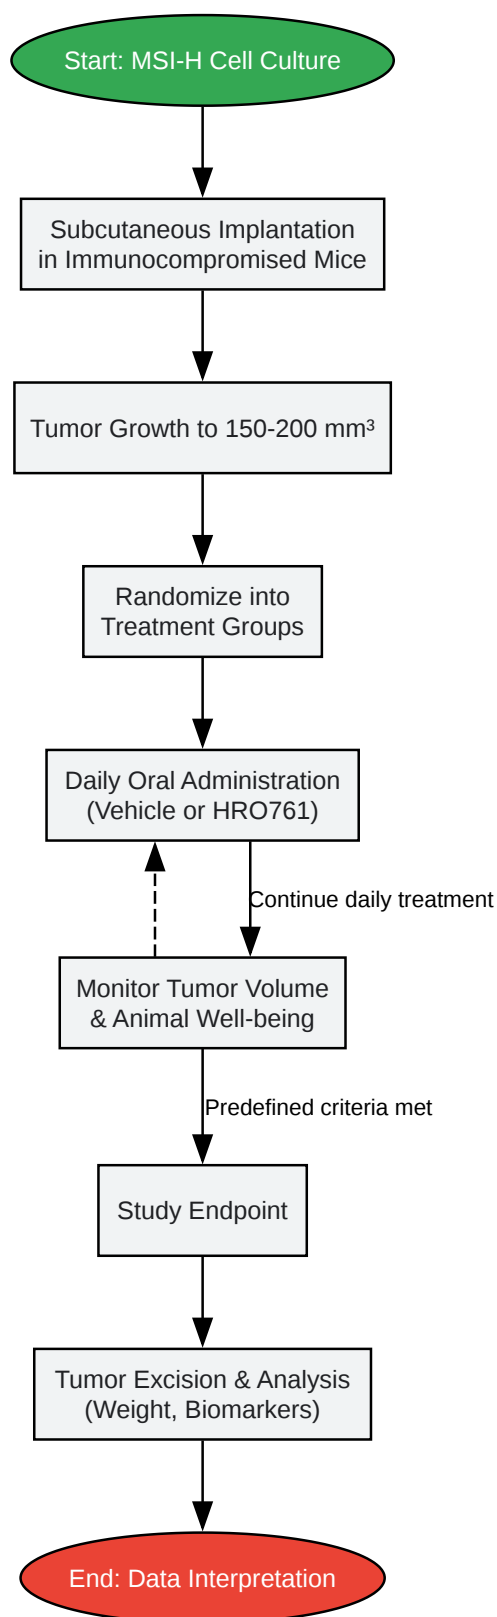 Start: MSI-H Cell Culture
Subcutaneous Implantation
in Immunocompromised Mice
Tumor Growth to 150-200 mm³
Randomize into
Treatment Groups
Daily Oral Administration
(Vehicle or HRO761)
Continue daily treatment
Monitor Tumor Volume
& Animal Well-being
Predefined criteria met
Study Endpoint
Tumor Excision & Analysis
(Weight, Biomarkers)
End: Data Interpretation